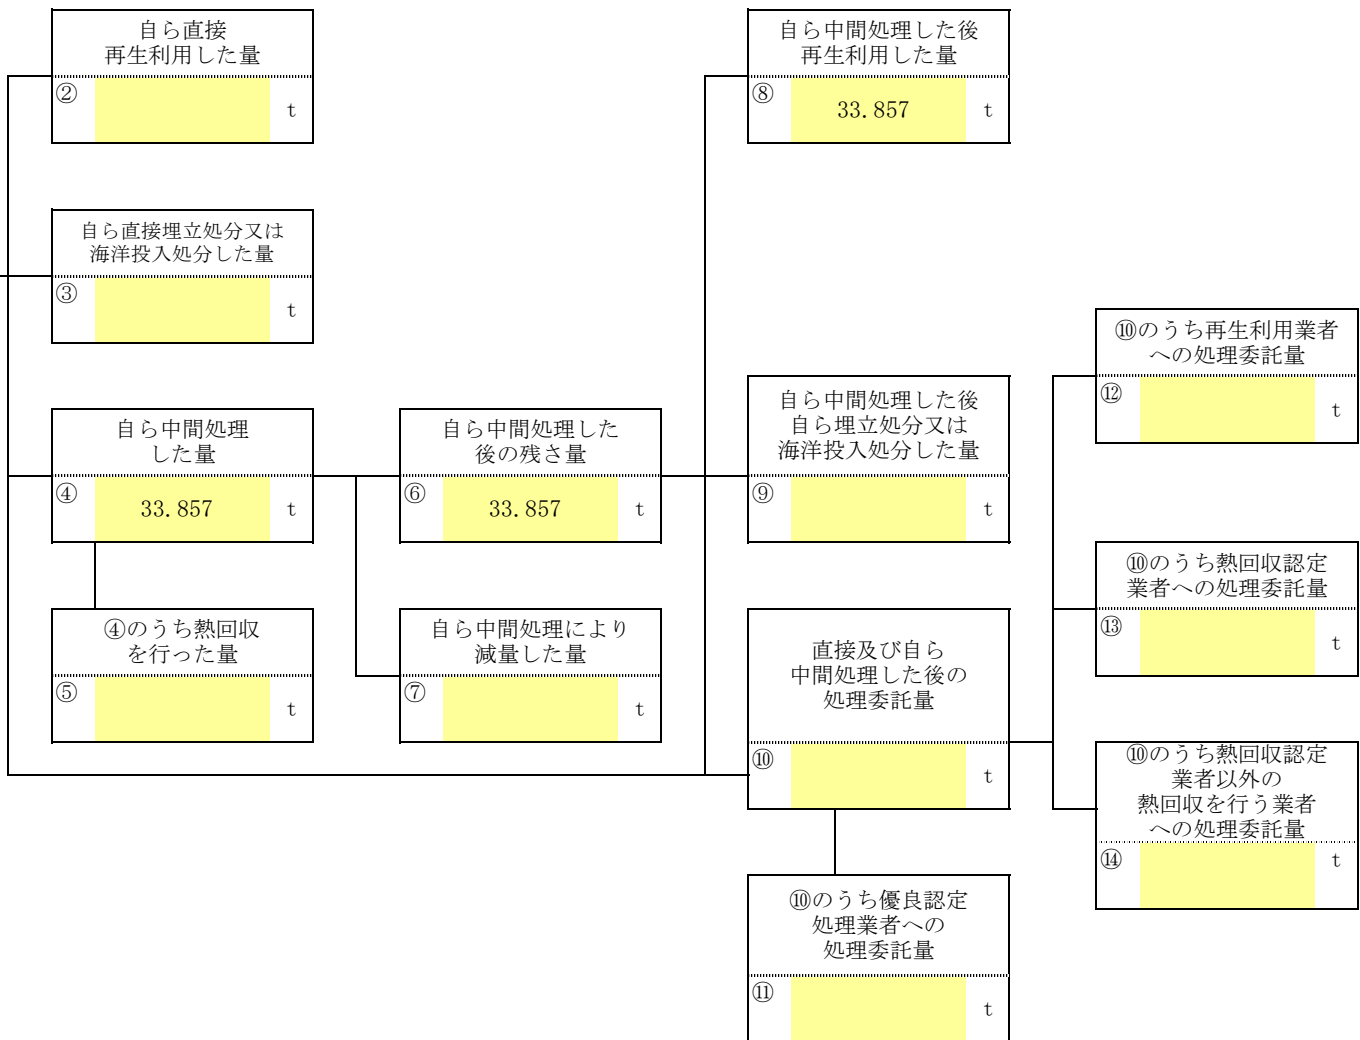 自ら直接
再生利用した量
②
t
自ら直接埋立処分又は
海洋投入処分した量
③
t
自ら中間処理
した量
④
33.857
t
④のうち熱回収
を行った量
⑤
t
自ら中間処理した
後の残さ量
⑥
33.857
t
自ら中間処理により
減量した量
⑦
t
自ら中間処理した後
再生利用した量
⑧
33.857
t
自ら中間処理した後
自ら埋立処分又は
海洋投入処分した量
⑨
t
直接及び自ら
中間処理した後の
処理委託量
⑩
t
⑩のうち優良認定
処理業者への
処理委託量
⑪
t
⑩のうち再生利用業者
への処理委託量
⑫
t
⑩のうち熱回収認定
業者への処理委託量
⑬
t
⑩のうち熱回収認定
業者以外の
熱回収を行う業者
への処理委託量
⑭
t